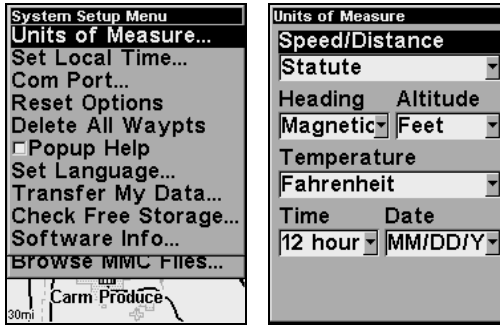 System Setup Menu
Units of Measure...
Set Local Time...
Com Port...
Reset Options
Delete All Waypts
Popup Help
Set Language...
Transfer My Data...
Check Free Storage...
Software Info...
Browse MMC Files...
Carm Produce
30mi
Units of Measure
Speed/Distance
Statute
Heading Altitude
Magnetic Feet
Temperature
Fahrenheit
Time Date
12 hour MM/DD/Y